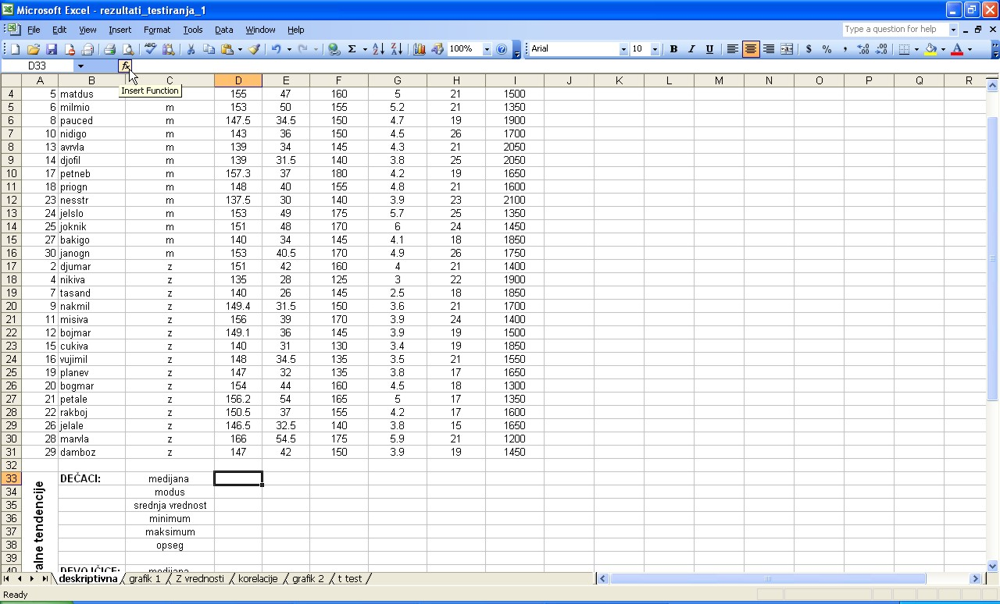 Microsoft Excel - rezultati_testiranja_1
File Edit View Insert Format Tools Data Window Help Type a question for help
100% Arial 10 B I U $ % ,
D33 fx
Insert Function
A B C D E F G H I J K L M N O P Q R
4 5 matdus 155 47 160 5 21 1500
5 6 milmio m 153 50 155 5.2 21 1350
6 8 pauced m 147.5 34.5 150 4.7 19 1900
7 10 nidigo m 143 36 150 4.5 26 1700
8 13 avrvla m 139 34 145 4.3 21 2050
9 14 djofil m 139 31.5 140 3.8 25 2050
10 17 petneb m 157.3 37 180 4.2 19 1650
11 18 priogn m 148 40 155 4.8 21 1600
12 23 nesstr m 137.5 30 140 3.9 23 2100
13 24 jelslo m 153 49 175 5.7 25 1350
14 25 joknik m 151 48 170 6 24 1450
15 27 bakigo m 140 34 145 4.1 18 1850
16 30 janogn m 153 40.5 170 4.9 26 1750
17 2 djumar z 151 42 160 4 21 1400
18 4 nikiva z 135 28 125 3 22 1900
19 7 tasand z 140 26 145 2.5 18 1850
20 9 nakmil z 149.4 31.5 150 3.6 21 1700
21 11 misiva z 156 39 170 3.9 24 1400
22 12 bojmar z 149.1 36 145 3.9 19 1500
23 15 cukiva z 140 31 130 3.4 19 1850
24 16 vujimil z 148 34.5 135 3.5 21 1550
25 19 planev z 147 32 135 3.8 17 1650
26 20 bogmar z 154 44 160 4.5 18 1300
27 21 petale z 156.2 54 165 5 17 1350
28 22 rakboj z 150.5 37 155 4.2 17 1600
29 26 jelale z 146.5 32.5 140 3.8 15 1650
30 28 marvla z 166 54.5 175 5.9 21 1200
31 29 damboz z 147 42 150 3.9 19 1450
32
33 DEČACI: medijana
34 modus
35 srednja vrednost
36 minimum
37 maksimum
38 opseg
39
40 DEVOJČICE: medijana
alne tendencije
deskriptivna grafik 1 Z vrednosti korelacije grafik 2 t test
Ready